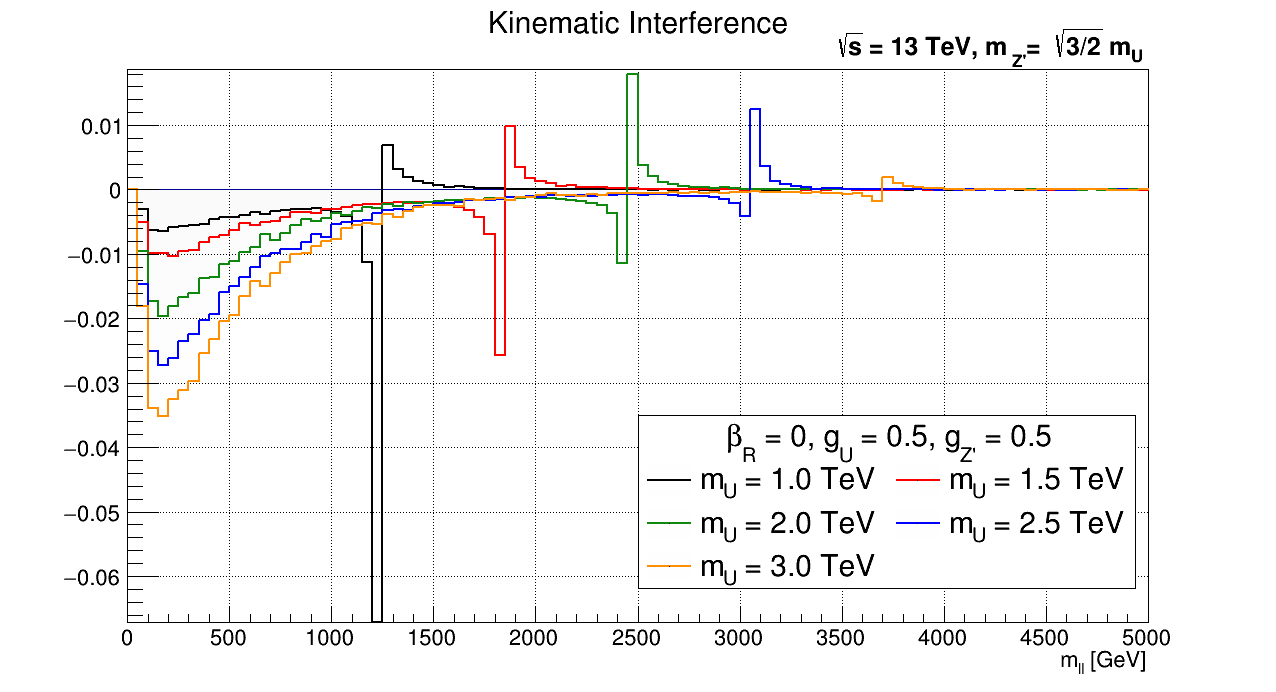 Kinematic Interference
√s = 13 TeV, m_Z'= √3/2 m_U
0.01
0
−0.01
−0.02
−0.03
−0.04
−0.05
−0.06
β_R = 0, g_U = 0.5, g_Z' = 0.5
m_U = 1.0 TeV m_U = 1.5 TeV
m_U = 2.0 TeV m_U = 2.5 TeV
m_U = 3.0 TeV
0 500 1000 1500 2000 2500 3000 3500 4000 4500 5000
m_ll [GeV]